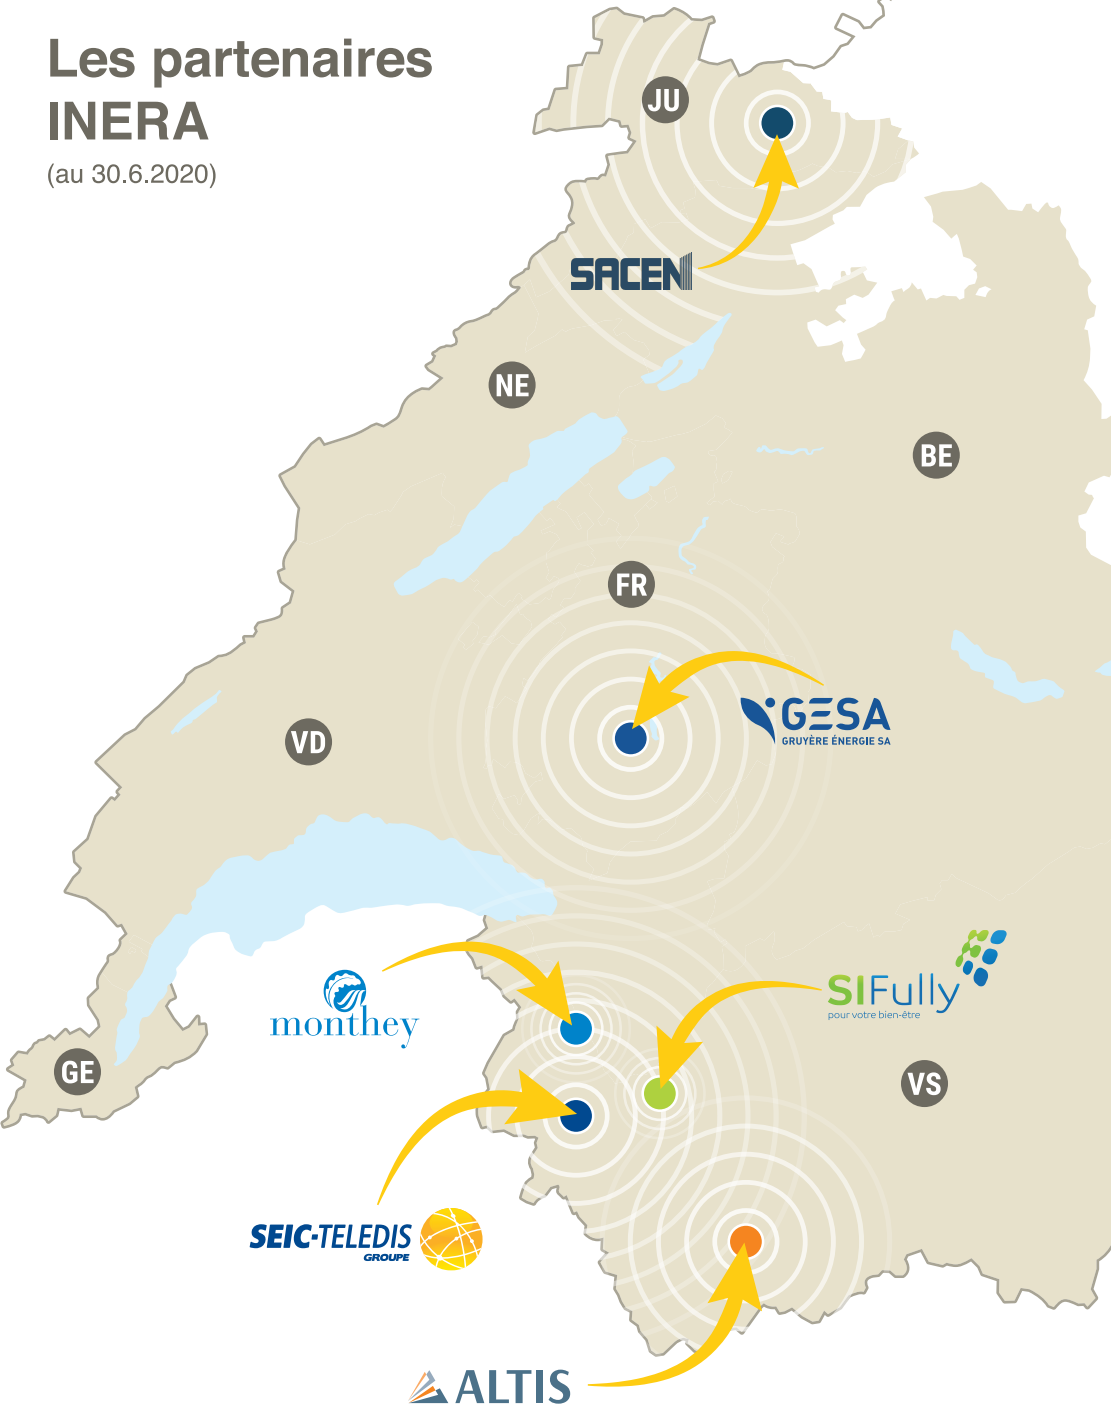 Les partenaires
INERA
(au 30.6.2020)
JU
SACEN
NE
BE
FR
GESA
GRUYÈRE ÉNERGIE SA
VD
monthey
SIFully
pour votre bien-être
GE
VS
SEIC-TELEDIS
GROUPE
ALTIS